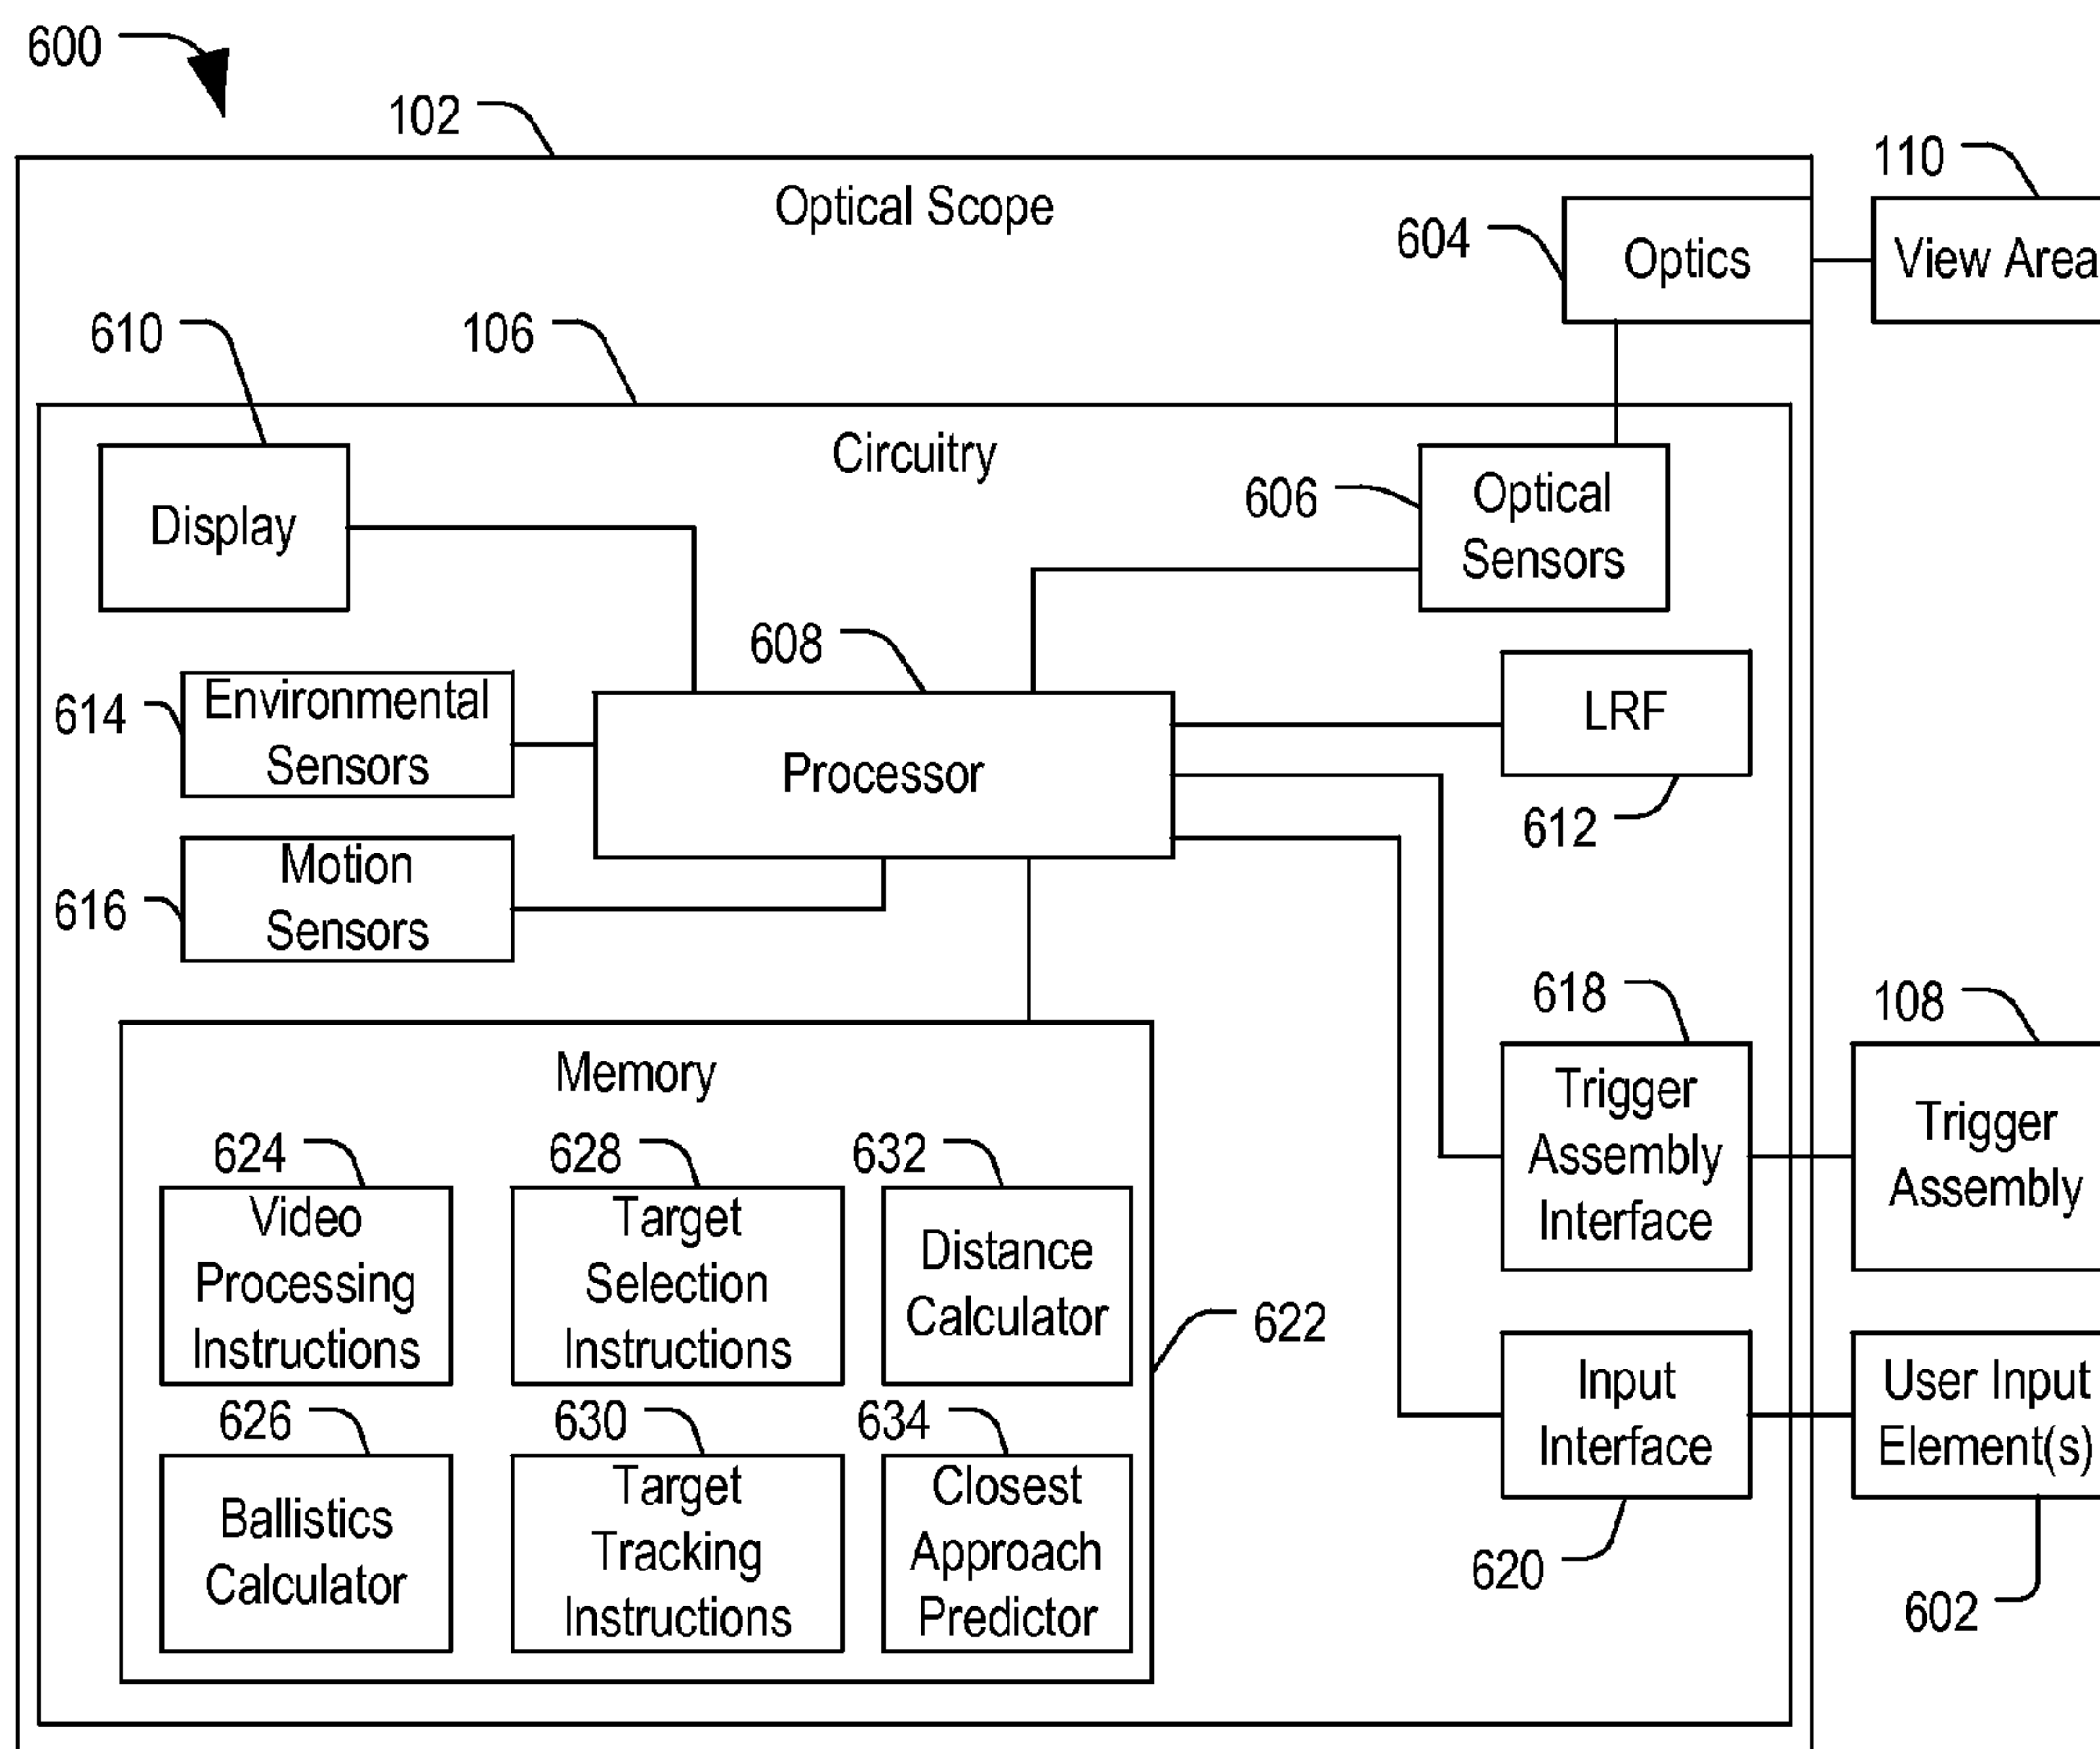 600
102
110
Optical Scope
604
Optics
View Area
610
106
Circuitry
Display
606
Optical
Sensors
608
614
Environmental
Sensors
Processor
LRF
612
616
Motion
Sensors
618
108
Memory
Trigger
Assembly
Interface
Trigger
Assembly
624
628
632
Video
Processing
Instructions
Target
Selection
Instructions
Distance
Calculator
622
626
630
634
Input
Interface
User Input
Element(s)
Ballistics
Calculator
Target
Tracking
Instructions
Closest
Approach
Predictor
620
602